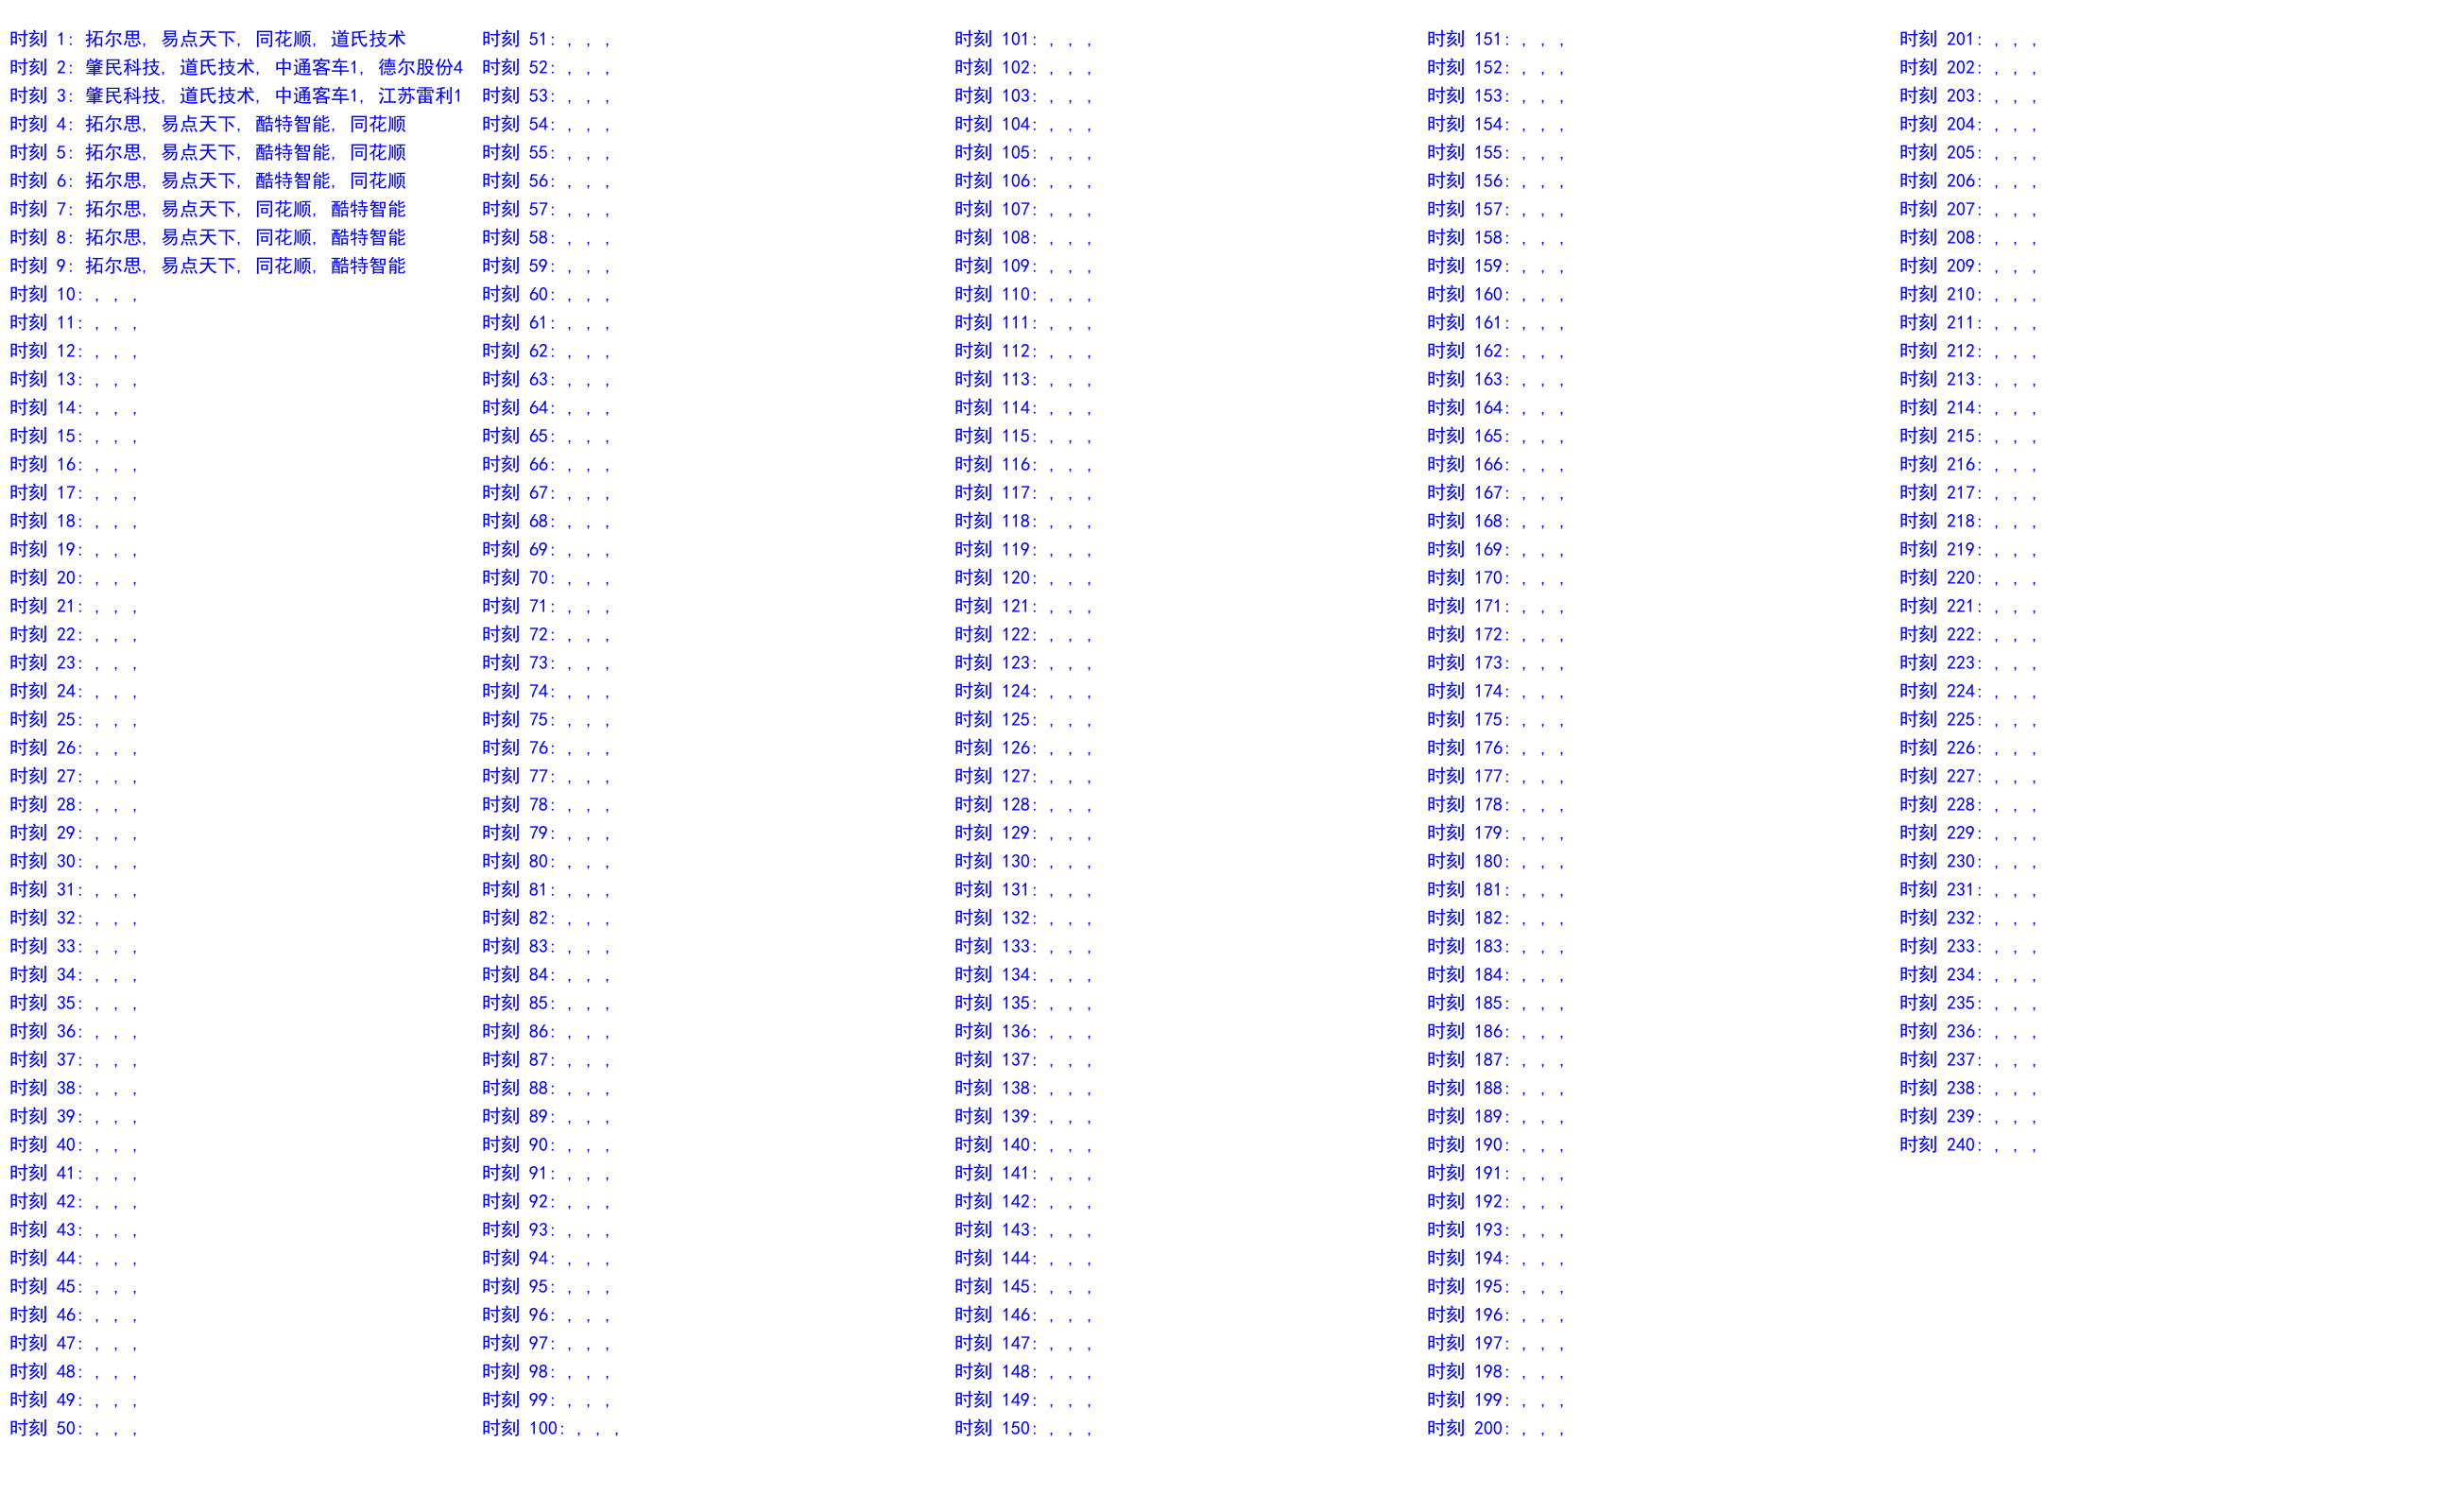 时刻 1: 拓尔思, 易点天下, 同花顺, 道氏技术
时刻 2: 肇民科技, 道氏技术, 中通客车1, 德尔股份4
时刻 3: 肇民科技, 道氏技术, 中通客车1, 江苏雷利1
时刻 4: 拓尔思, 易点天下, 酷特智能, 同花顺
时刻 5: 拓尔思, 易点天下, 酷特智能, 同花顺
时刻 6: 拓尔思, 易点天下, 酷特智能, 同花顺
时刻 7: 拓尔思, 易点天下, 同花顺, 酷特智能
时刻 8: 拓尔思, 易点天下, 同花顺, 酷特智能
时刻 9: 拓尔思, 易点天下, 同花顺, 酷特智能
时刻 10: , , ,
时刻 11: , , ,
时刻 12: , , ,
时刻 13: , , ,
时刻 14: , , ,
时刻 15: , , ,
时刻 16: , , ,
时刻 17: , , ,
时刻 18: , , ,
时刻 19: , , ,
时刻 20: , , ,
时刻 21: , , ,
时刻 22: , , ,
时刻 23: , , ,
时刻 24: , , ,
时刻 25: , , ,
时刻 26: , , ,
时刻 27: , , ,
时刻 28: , , ,
时刻 29: , , ,
时刻 30: , , ,
时刻 31: , , ,
时刻 32: , , ,
时刻 33: , , ,
时刻 34: , , ,
时刻 35: , , ,
时刻 36: , , ,
时刻 37: , , ,
时刻 38: , , ,
时刻 39: , , ,
时刻 40: , , ,
时刻 41: , , ,
时刻 42: , , ,
时刻 43: , , ,
时刻 44: , , ,
时刻 45: , , ,
时刻 46: , , ,
时刻 47: , , ,
时刻 48: , , ,
时刻 49: , , ,
时刻 50: , , ,
时刻 51: , , ,
时刻 52: , , ,
时刻 53: , , ,
时刻 54: , , ,
时刻 55: , , ,
时刻 56: , , ,
时刻 57: , , ,
时刻 58: , , ,
时刻 59: , , ,
时刻 60: , , ,
时刻 61: , , ,
时刻 62: , , ,
时刻 63: , , ,
时刻 64: , , ,
时刻 65: , , ,
时刻 66: , , ,
时刻 67: , , ,
时刻 68: , , ,
时刻 69: , , ,
时刻 70: , , ,
时刻 71: , , ,
时刻 72: , , ,
时刻 73: , , ,
时刻 74: , , ,
时刻 75: , , ,
时刻 76: , , ,
时刻 77: , , ,
时刻 78: , , ,
时刻 79: , , ,
时刻 80: , , ,
时刻 81: , , ,
时刻 82: , , ,
时刻 83: , , ,
时刻 84: , , ,
时刻 85: , , ,
时刻 86: , , ,
时刻 87: , , ,
时刻 88: , , ,
时刻 89: , , ,
时刻 90: , , ,
时刻 91: , , ,
时刻 92: , , ,
时刻 93: , , ,
时刻 94: , , ,
时刻 95: , , ,
时刻 96: , , ,
时刻 97: , , ,
时刻 98: , , ,
时刻 99: , , ,
时刻 100: , , ,
时刻 101: , , ,
时刻 102: , , ,
时刻 103: , , ,
时刻 104: , , ,
时刻 105: , , ,
时刻 106: , , ,
时刻 107: , , ,
时刻 108: , , ,
时刻 109: , , ,
时刻 110: , , ,
时刻 111: , , ,
时刻 112: , , ,
时刻 113: , , ,
时刻 114: , , ,
时刻 115: , , ,
时刻 116: , , ,
时刻 117: , , ,
时刻 118: , , ,
时刻 119: , , ,
时刻 120: , , ,
时刻 121: , , ,
时刻 122: , , ,
时刻 123: , , ,
时刻 124: , , ,
时刻 125: , , ,
时刻 126: , , ,
时刻 127: , , ,
时刻 128: , , ,
时刻 129: , , ,
时刻 130: , , ,
时刻 131: , , ,
时刻 132: , , ,
时刻 133: , , ,
时刻 134: , , ,
时刻 135: , , ,
时刻 136: , , ,
时刻 137: , , ,
时刻 138: , , ,
时刻 139: , , ,
时刻 140: , , ,
时刻 141: , , ,
时刻 142: , , ,
时刻 143: , , ,
时刻 144: , , ,
时刻 145: , , ,
时刻 146: , , ,
时刻 147: , , ,
时刻 148: , , ,
时刻 149: , , ,
时刻 150: , , ,
时刻 151: , , ,
时刻 152: , , ,
时刻 153: , , ,
时刻 154: , , ,
时刻 155: , , ,
时刻 156: , , ,
时刻 157: , , ,
时刻 158: , , ,
时刻 159: , , ,
时刻 160: , , ,
时刻 161: , , ,
时刻 162: , , ,
时刻 163: , , ,
时刻 164: , , ,
时刻 165: , , ,
时刻 166: , , ,
时刻 167: , , ,
时刻 168: , , ,
时刻 169: , , ,
时刻 170: , , ,
时刻 171: , , ,
时刻 172: , , ,
时刻 173: , , ,
时刻 174: , , ,
时刻 175: , , ,
时刻 176: , , ,
时刻 177: , , ,
时刻 178: , , ,
时刻 179: , , ,
时刻 180: , , ,
时刻 181: , , ,
时刻 182: , , ,
时刻 183: , , ,
时刻 184: , , ,
时刻 185: , , ,
时刻 186: , , ,
时刻 187: , , ,
时刻 188: , , ,
时刻 189: , , ,
时刻 190: , , ,
时刻 191: , , ,
时刻 192: , , ,
时刻 193: , , ,
时刻 194: , , ,
时刻 195: , , ,
时刻 196: , , ,
时刻 197: , , ,
时刻 198: , , ,
时刻 199: , , ,
时刻 200: , , ,
时刻 201: , , ,
时刻 202: , , ,
时刻 203: , , ,
时刻 204: , , ,
时刻 205: , , ,
时刻 206: , , ,
时刻 207: , , ,
时刻 208: , , ,
时刻 209: , , ,
时刻 210: , , ,
时刻 211: , , ,
时刻 212: , , ,
时刻 213: , , ,
时刻 214: , , ,
时刻 215: , , ,
时刻 216: , , ,
时刻 217: , , ,
时刻 218: , , ,
时刻 219: , , ,
时刻 220: , , ,
时刻 221: , , ,
时刻 222: , , ,
时刻 223: , , ,
时刻 224: , , ,
时刻 225: , , ,
时刻 226: , , ,
时刻 227: , , ,
时刻 228: , , ,
时刻 229: , , ,
时刻 230: , , ,
时刻 231: , , ,
时刻 232: , , ,
时刻 233: , , ,
时刻 234: , , ,
时刻 235: , , ,
时刻 236: , , ,
时刻 237: , , ,
时刻 238: , , ,
时刻 239: , , ,
时刻 240: , , ,